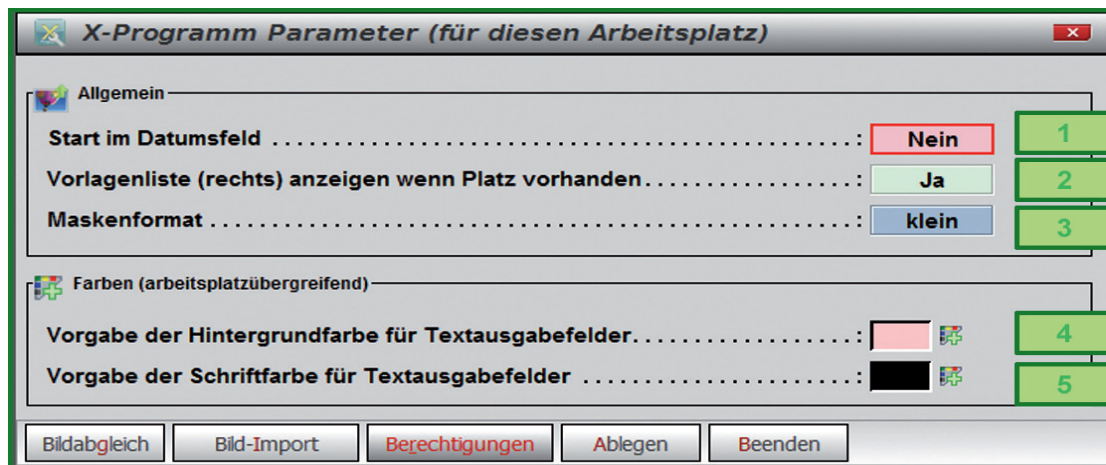 X-Programm Parameter (für diesen Arbeitsplatz)
Allgemein
Start im Datumsfeld . . . . . . . . . . . . . . . . . . . . . . . . . . . . . . . . . . . . . . . . . . . . . . . : Nein 1
Vorlagenliste (rechts) anzeigen wenn Platz vorhanden. . . . . . . . . . . . . . . . . : Ja 2
Maskenformat . . . . . . . . . . . . . . . . . . . . . . . . . . . . . . . . . . . . . . . . . . . . . . . . . . . . : klein 3
Farben (arbeitsplatzübergreifend)
Vorgabe der Hintergrundfarbe für Textausgabefelder. . . . . . . . . . . . . . . . . . . : 4
Vorgabe der Schriftfarbe für Textausgabefelder . . . . . . . . . . . . . . . . . . . . . . . : 5
Bildabgleich Bild-Import Berechtigungen Ablegen Beenden